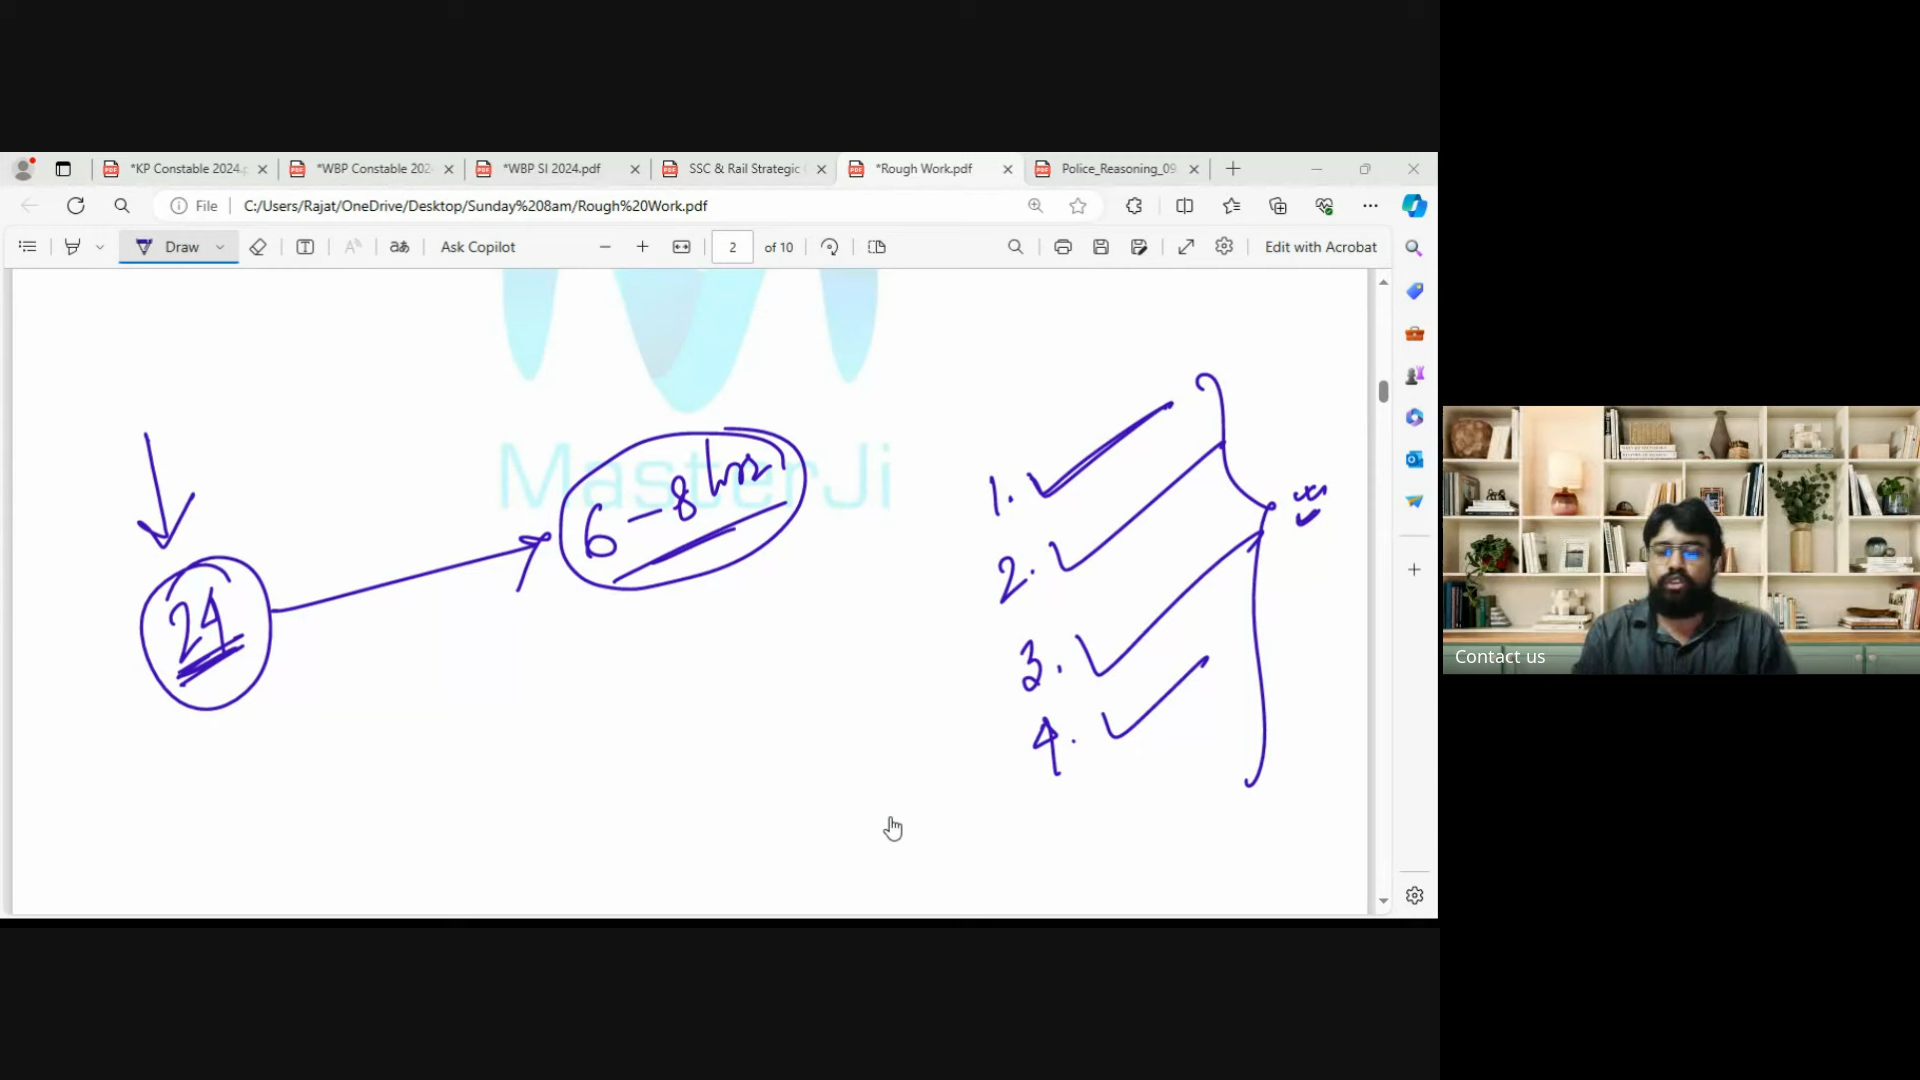 *KP Constable 2024.p
*WBP Constable 202
*WBP SI 2024.pdf
SSC & Rail Strategic
*Rough Work.pdf
Police_Reasoning_09
File
C:/Users/Rajat/OneDrive/Desktop/Sunday%208am/Rough%20Work.pdf
Draw
Ask Copilot
2
of 10
Edit with Acrobat
MasterJi
24
6 - 8 hrs
1.
2.
3.
4.
Contact us